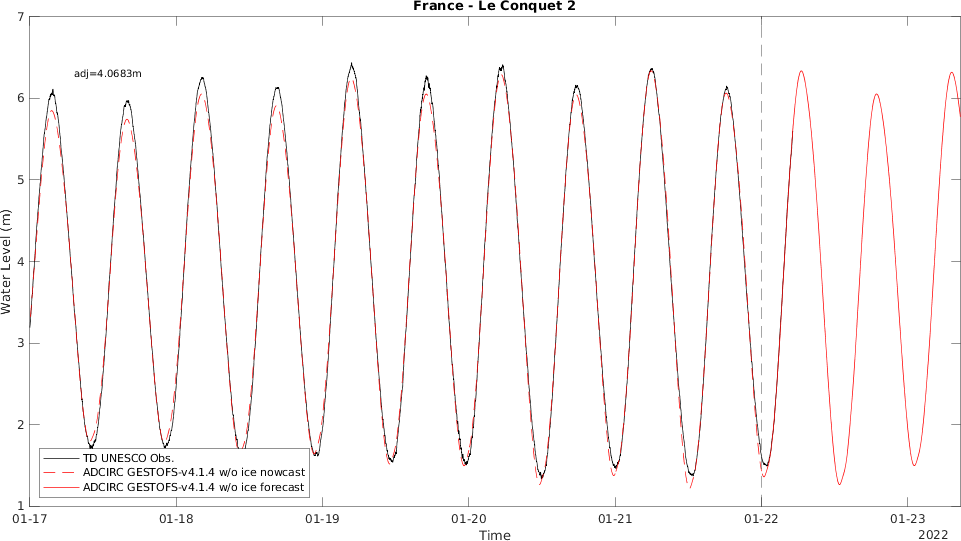 France - Le Conquet 2
adj=4.0683m
7
6
5
4
3
2
1
Water Level (m)
TD UNESCO Obs.
ADCIRC GESTOFS-v4.1.4 w/o ice nowcast
ADCIRC GESTOFS-v4.1.4 w/o ice forecast
01-17 01-18 01-19 01-20 01-21 01-22 01-23
Time
2022